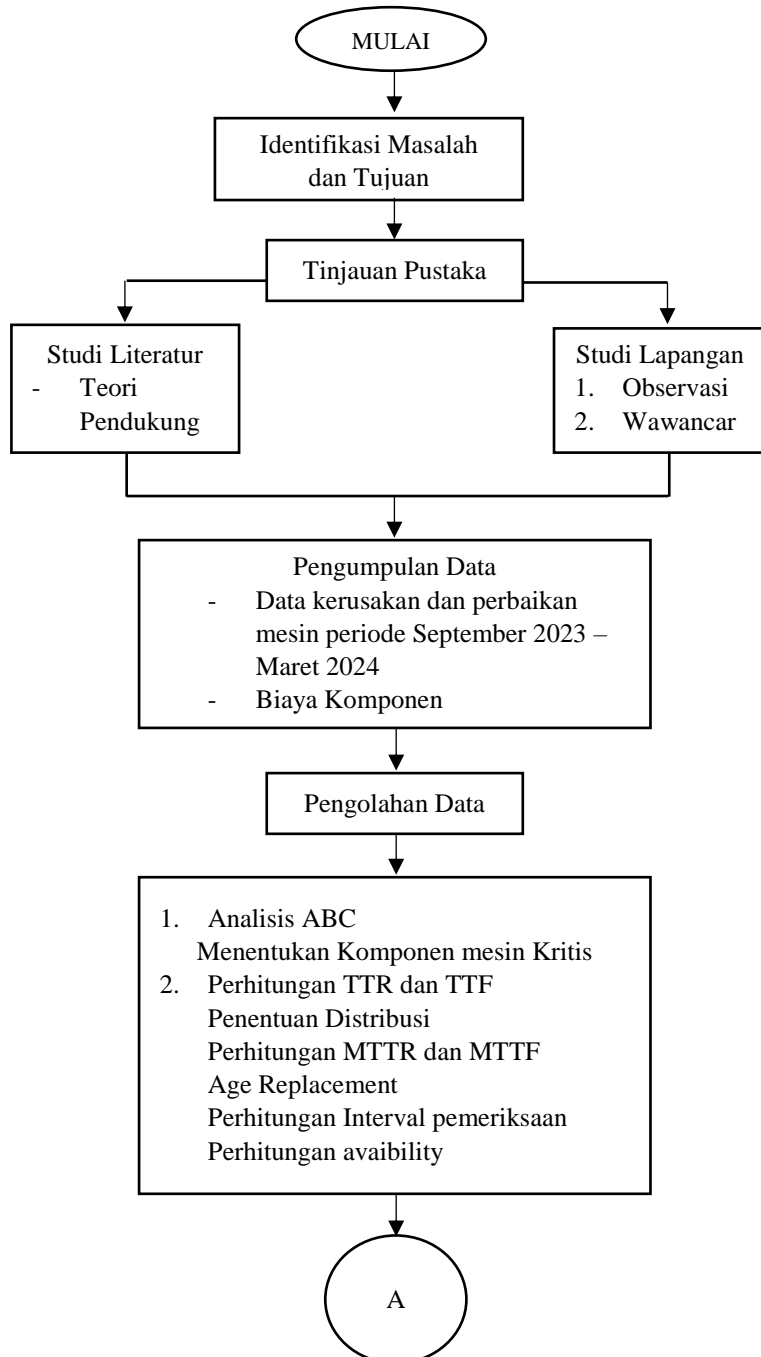 MULAI
Identifikasi Masalah
dan Tujuan
Tinjauan Pustaka
Studi Literatur
- Teori
Pendukung
Studi Lapangan
1. Observasi
2. Wawancar
Pengumpulan Data
- Data kerusakan dan perbaikan
mesin periode September 2023 –
Maret 2024
- Biaya Komponen
Pengolahan Data
1. Analisis ABC
Menentukan Komponen mesin Kritis
2. Perhitungan TTR dan TTF
Penentuan Distribusi
Perhitungan MTTR dan MTTF
Age Replacement
Perhitungan Interval pemeriksaan
Perhitungan avaibility
A